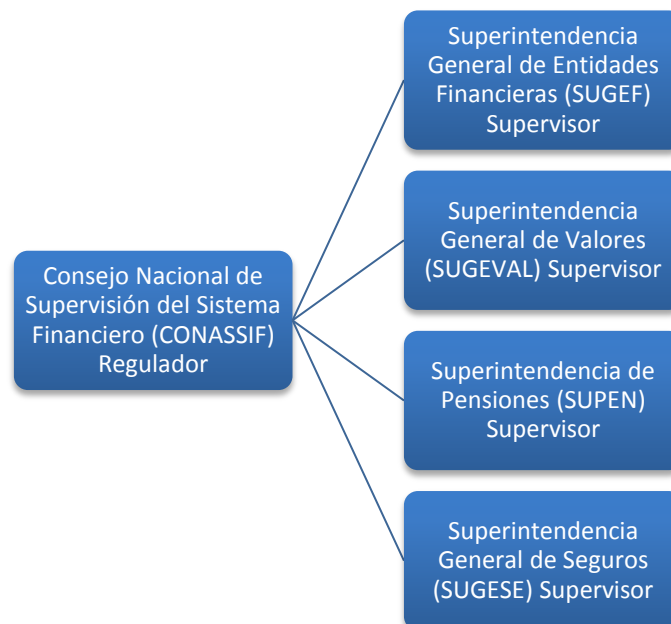 Consejo Nacional de
Supervisión del Sistema
Financiero (CONASSIF)
Regulador
Superintendencia
General de Entidades
Financieras (SUGEF)
Supervisor
Superintendencia
General de Valores
(SUGEVAL) Supervisor
Superintendencia de
Pensiones (SUPEN)
Supervisor
Superintendencia
General de Seguros
(SUGESE) Supervisor